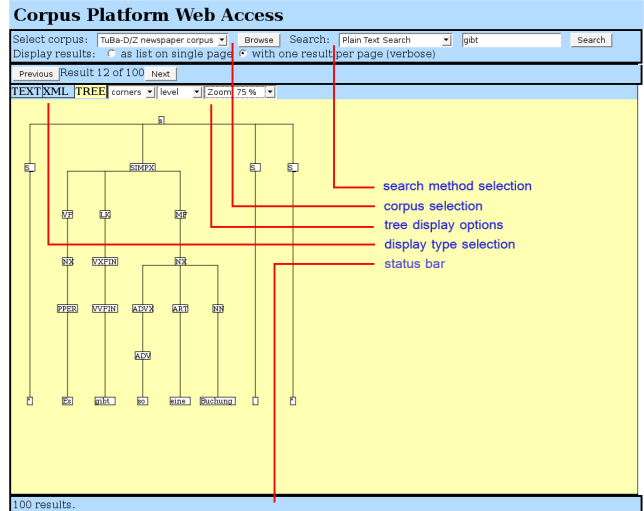 Corpus Platform Web Access
Select corpus: TuBa-D/Z newspaper corpus Browse Search: Plain Text Search gibt Search
Display results: as list on single page with one result per page (verbose)
Previous Result 12 of 100 Next
TEXT XML TREE corners level Zoom 75 %
s
S_ SIMPX S_ S_
VF LK MF
NX VXFIN NX
PPER VVFIN ADVX ART NN
ADV
" Es gibt so eine Buchung . "
search method selection
corpus selection
tree display options
display type selection
status bar
100 results.